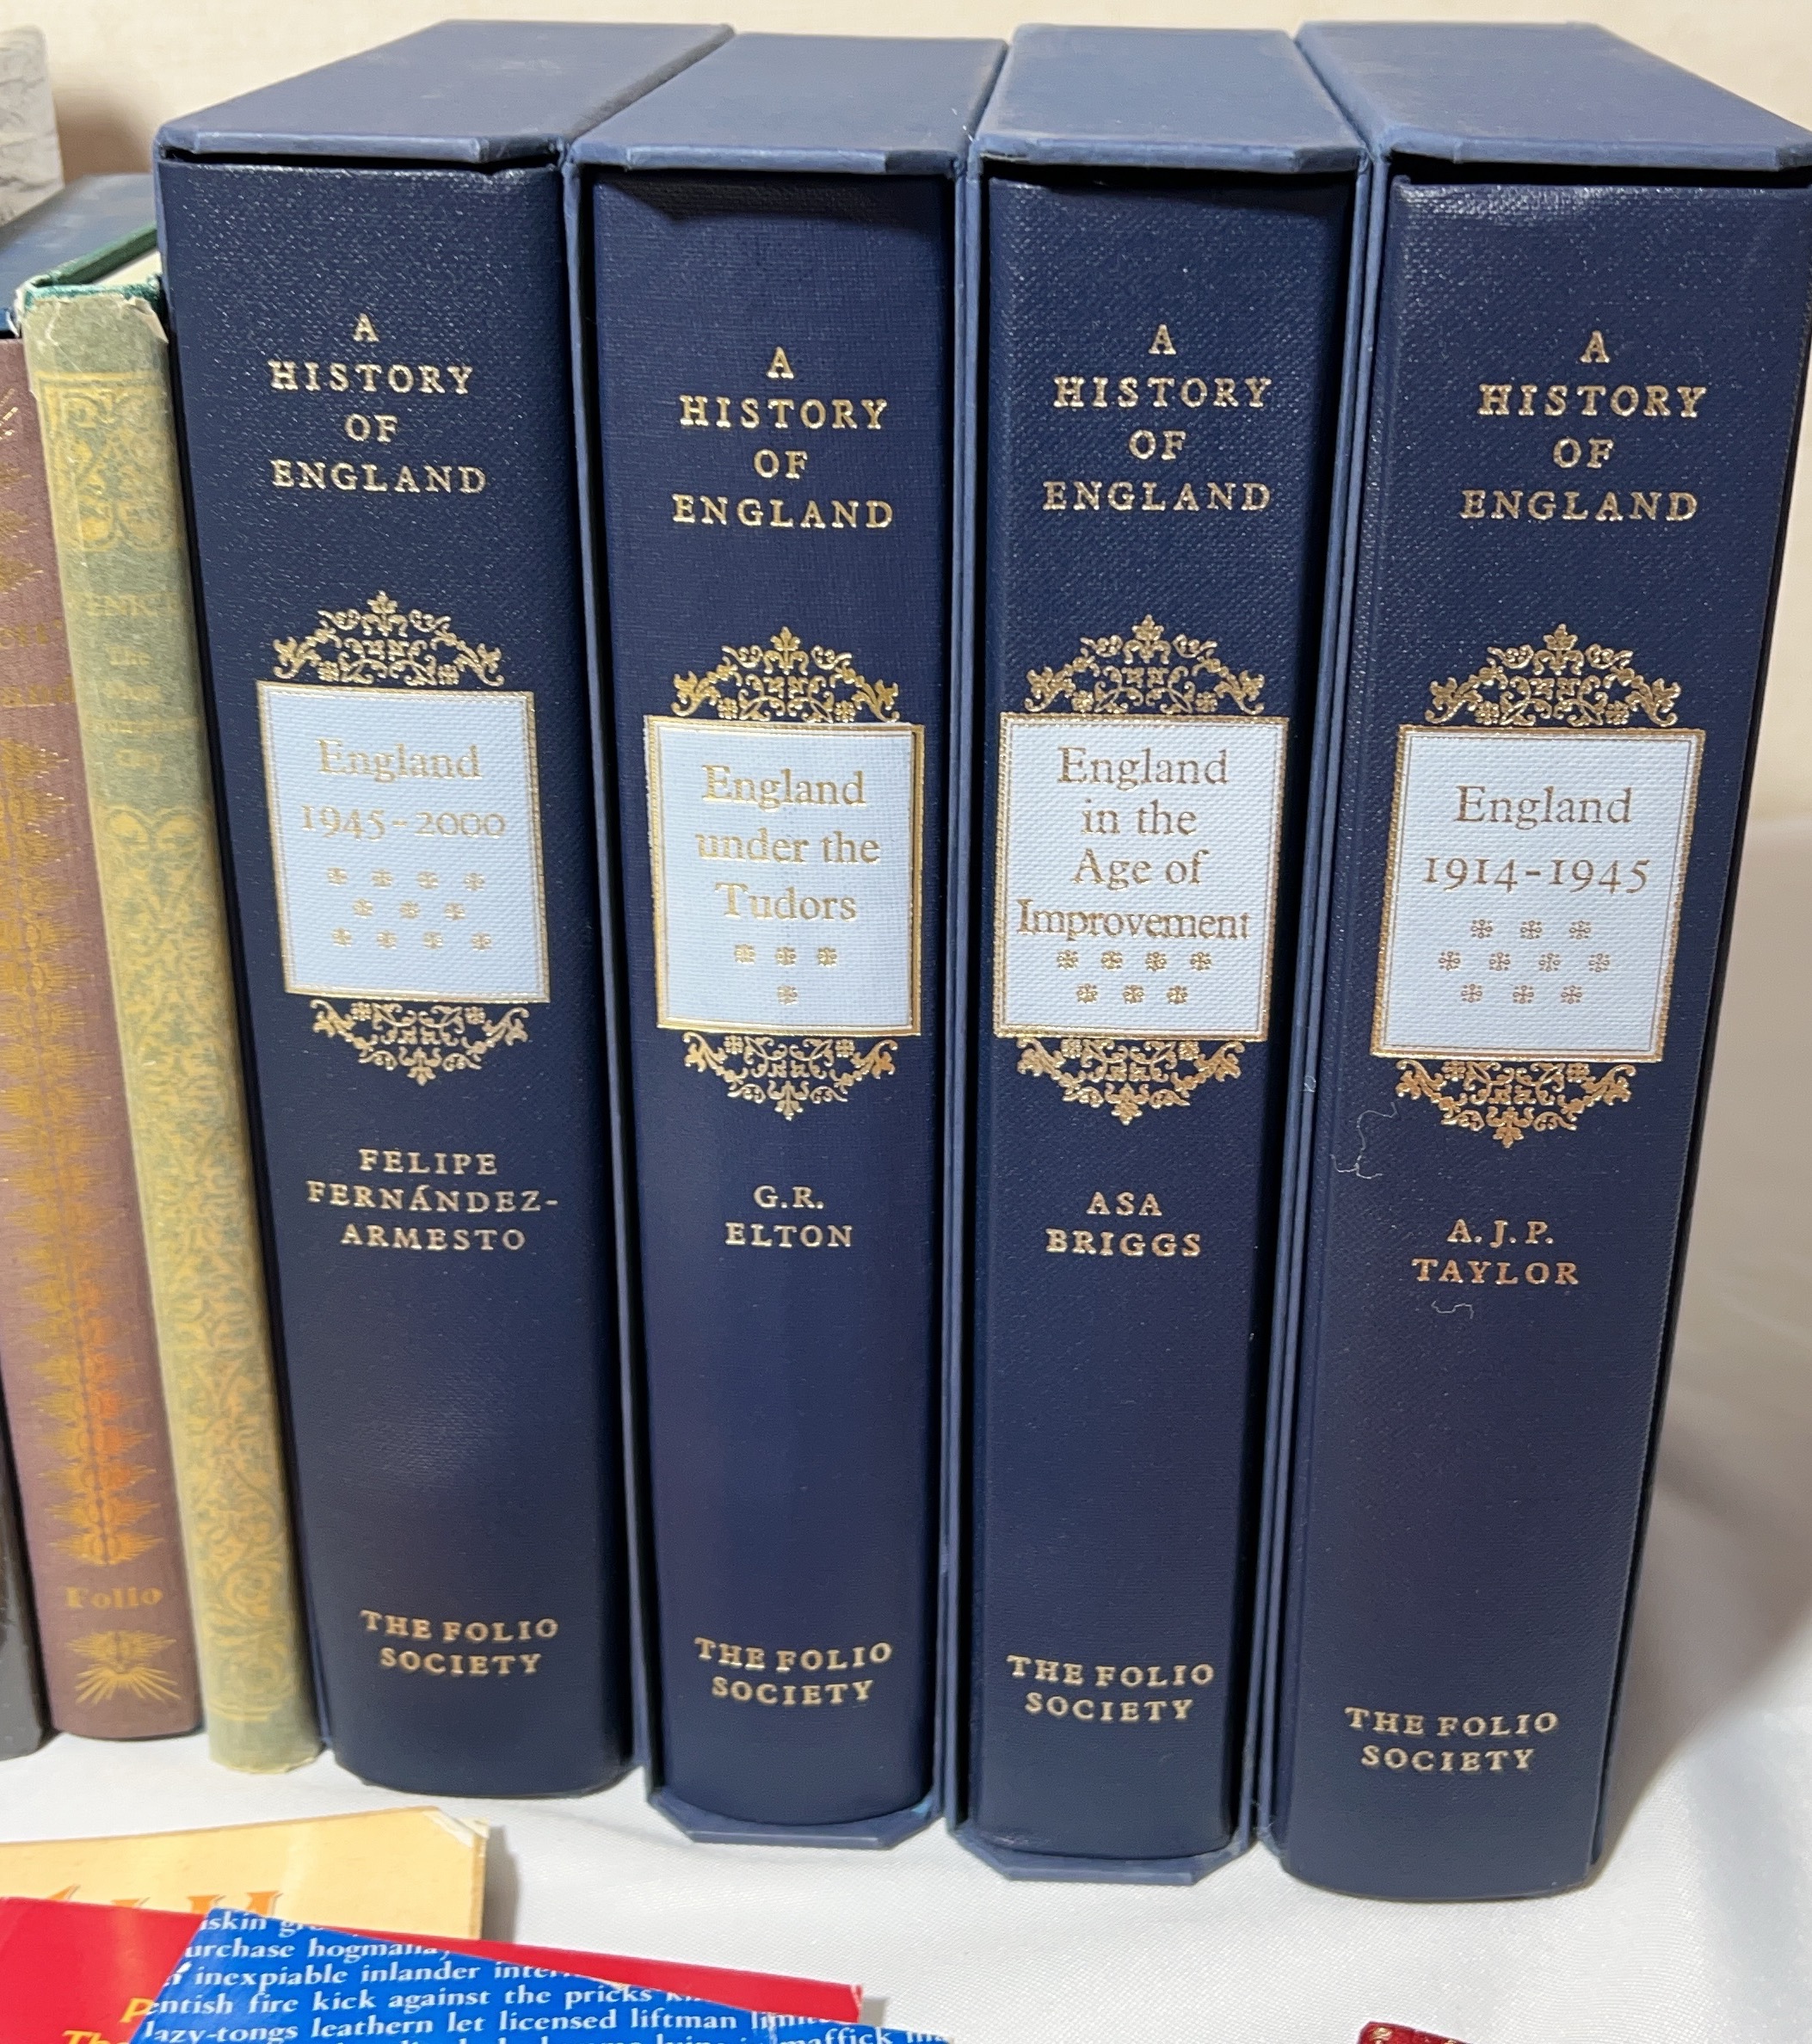 A
HISTORY
OF
ENGLAND
England
1945-2000
FELIPE
FERNÁNDEZ-
ARMESTO
THE FOLIO
SOCIETY
A
HISTORY
OF
ENGLAND
England
under the
Tudors
G.R.
ELTON
THE FOLIO
SOCIETY
A
HISTORY
OF
ENGLAND
England
in the
Age of
Improvement
ASA
BRIGGS
THE FOLIO
SOCIETY
A
HISTORY
OF
ENGLAND
England
1914-1945
A. J. P.
TAYLOR
THE FOLIO
SOCIETY
Folio
The
inexpiable inlander
fire kick against the pricks
lazy-tongs leathern let licensed liftman